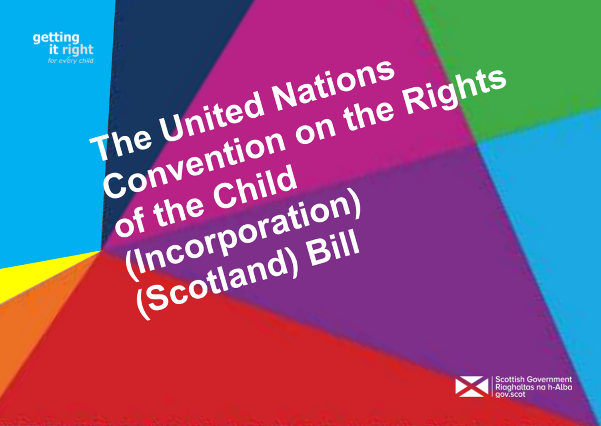 getting
it right
for every child
The United Nations
Convention on the Rights
of the Child
(Incorporation)
(Scotland) Bill
Scottish Government
Riaghaltas na h-Alba
gov.scot